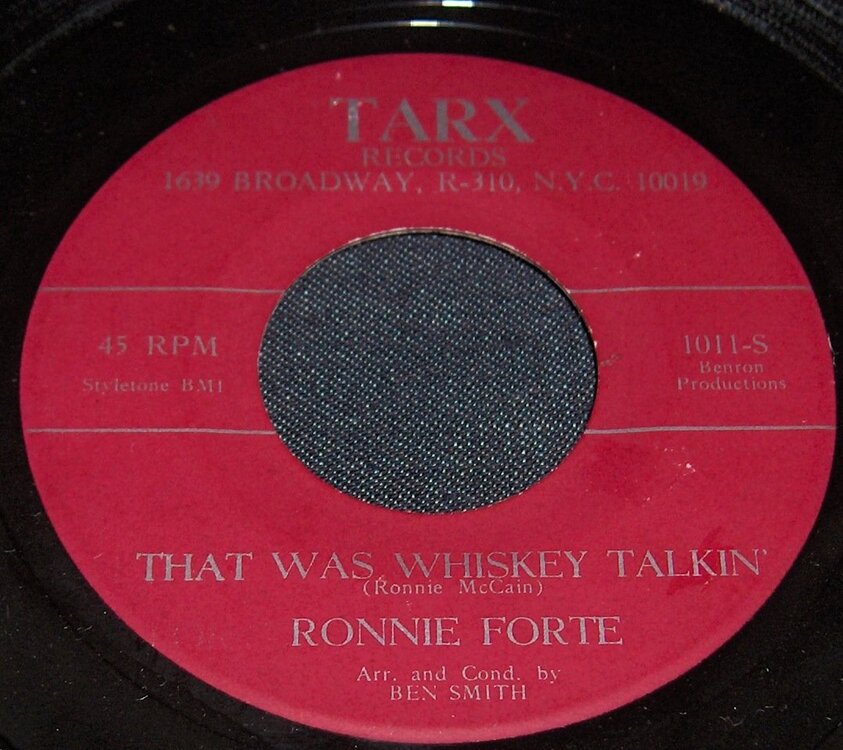 TARX
RECORDS
1639 BROADWAY, R-310, N.Y.C. 10019
45 RPM
Styletone BMI
1011-S
Benron
Productions
THAT WAS WHISKEY TALKIN'
(Ronnie McCain)
RONNIE FORTE
Arr. and Cond. by
BEN SMITH